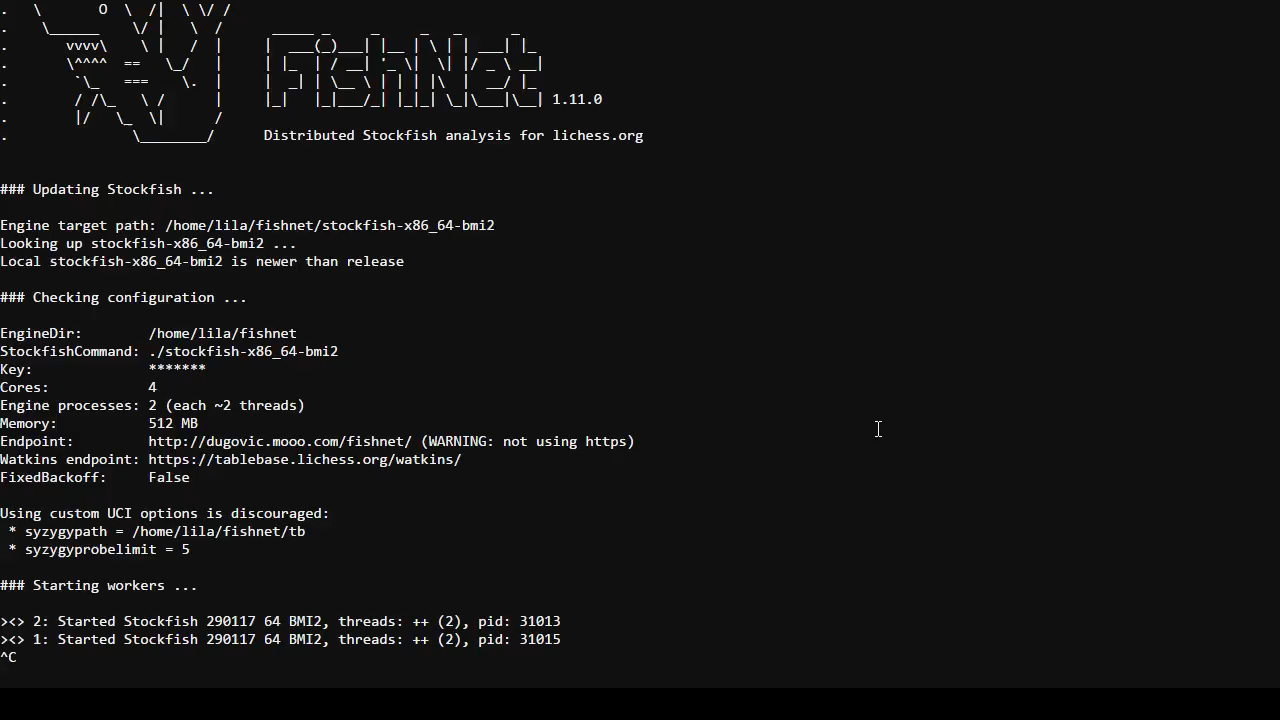 .   \       O  \  /|  \ \/ /
.    \______    \/ |   \  /      _____ _     _     _   _      _
.       vvvv\    \ |   /  |     |  ___(_)___| |__ | \ | | ___| |_
.       \^^^^  ==   \_/   |     | |_  | / __| '_ \|  \| |/ _ \ __|
.        `\_   ===    \.  |     |  _| | \__ \ | | | |\  |  __/ |_
.        / /\_   \ /      |     |_|   |_|___/_| |_|_| \_|\___|\__| 1.11.0
.        |/   \_  \|      /
.               \________/      Distributed Stockfish analysis for lichess.org
### Updating Stockfish ...
Engine target path: /home/lila/fishnet/stockfish-x86_64-bmi2
Looking up stockfish-x86_64-bmi2 ...
Local stockfish-x86_64-bmi2 is newer than release
### Checking configuration ...
EngineDir:        /home/lila/fishnet
StockfishCommand: ./stockfish-x86_64-bmi2
Key:              *******
Cores:            4
Engine processes: 2 (each ~2 threads)
Memory:           512 MB
Endpoint:         http://dugovic.mooo.com/fishnet/ (WARNING: not using https)
Watkins endpoint: https://tablebase.lichess.org/watkins/
FixedBackoff:     False
Using custom UCI options is discouraged:
 * syzygypath = /home/lila/fishnet/tb
 * syzygyprobelimit = 5
### Starting workers ...
><> 2: Started Stockfish 290117 64 BMI2, threads: ++ (2), pid: 31013
><> 1: Started Stockfish 290117 64 BMI2, threads: ++ (2), pid: 31015
^C